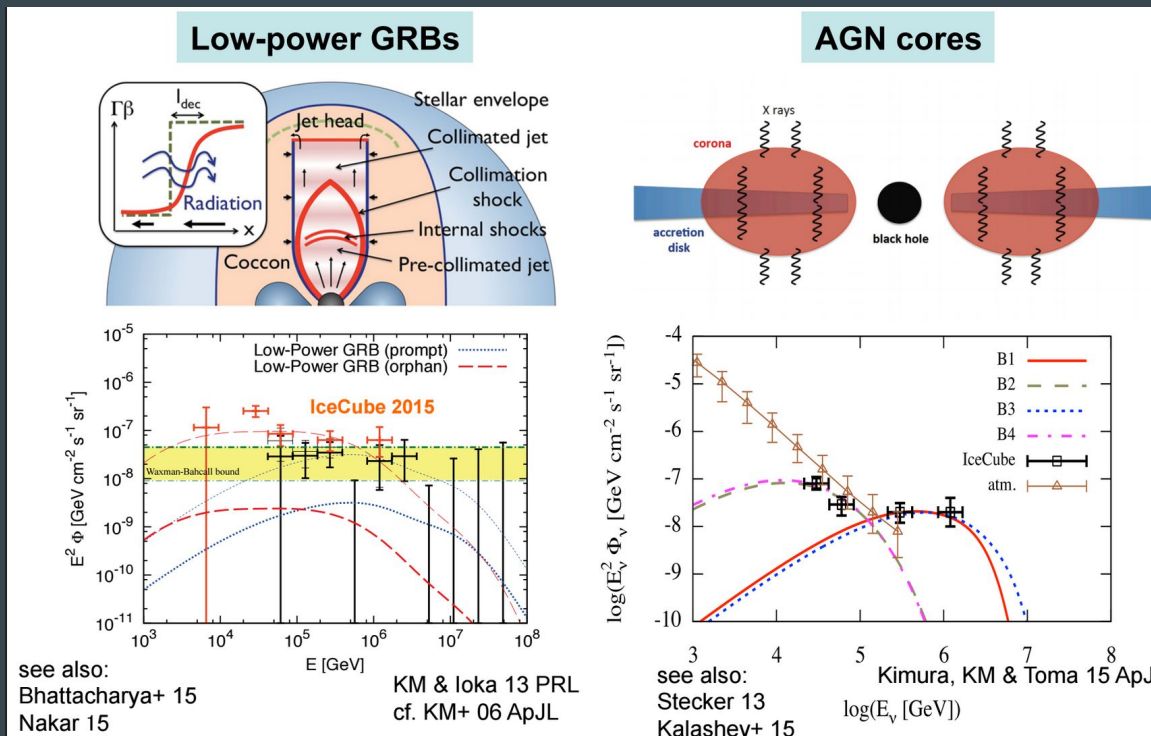 Low-power GRBs
Γβ
l_dec
Radiation
x
Stellar envelope
Jet head
Collimated jet
Collimation
shock
Internal shocks
Coccon
Pre-collimated jet
10^-5
10^-6
10^-7
10^-8
10^-9
10^-10
10^-11
E^2 Φ [GeV cm^-2 s^-1 sr^-1]
Low-Power GRB (prompt)
Low-Power GRB (orphan)
IceCube 2015
Waxman-Bahcall bound
10^3 10^4 10^5 10^6 10^7 10^8
E [GeV]
see also:
Bhattacharya+ 15
Nakar 15
KM & Ioka 13 PRL
cf. KM+ 06 ApJL
AGN cores
X rays
corona
accretion
disk
black hole
-4
-5
-6
-7
-8
-9
-10
log(E_ν^2 Φ_ν [GeV cm^-2 s^-1 sr^-1])
B1
B2
B3
B4
IceCube
atm.
3 4 5 6 7 8
log(E_ν [GeV])
see also:
Stecker 13
Kalashev+ 15
Kimura, KM & Toma 15 ApJ